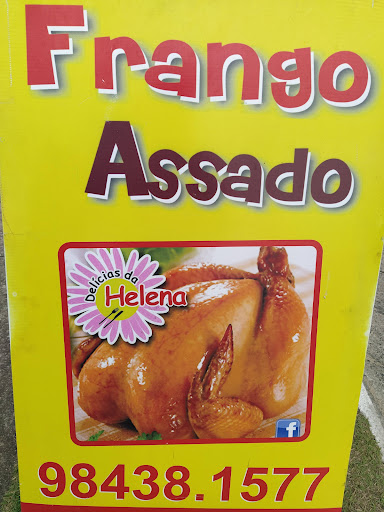 Frango
Assado
Delícias da
Helena
f
98438.1577